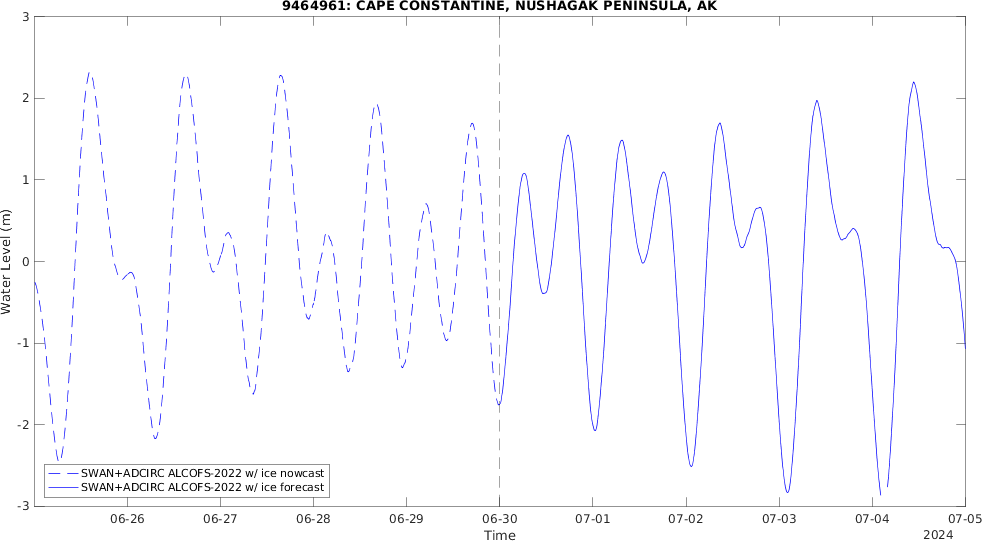 9464961: CAPE CONSTANTINE, NUSHAGAK PENINSULA, AK
3
2
1
0
-1
-2
-3
Water Level (m)
SWAN+ADCIRC ALCOFS-2022 w/ ice nowcast
SWAN+ADCIRC ALCOFS-2022 w/ ice forecast
06-26 06-27 06-28 06-29 06-30 07-01 07-02 07-03 07-04 07-05
Time
2024